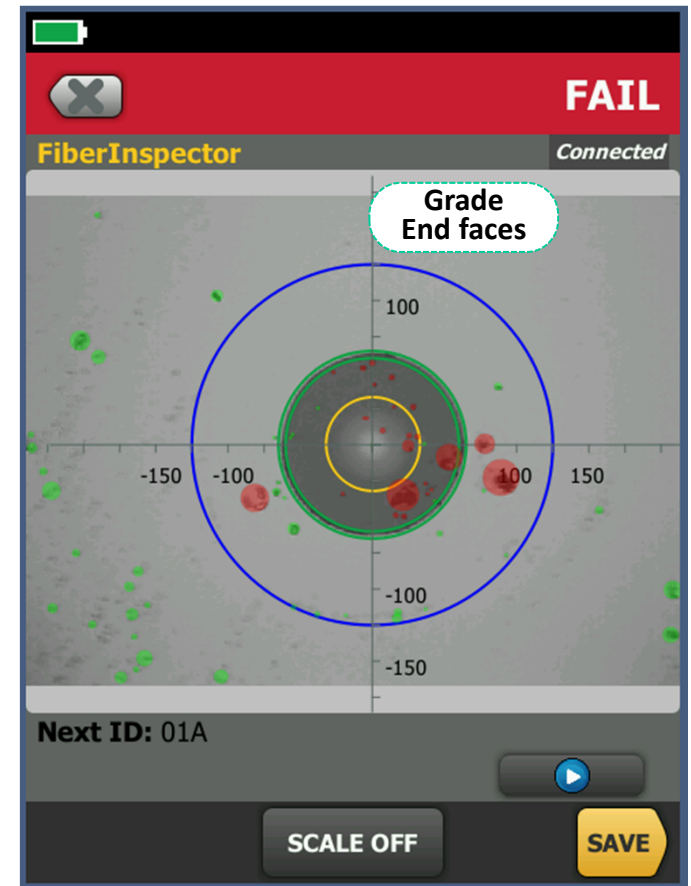 FAIL
FiberInspector
Connected
Grade
End faces
100
-150 -100 100 150
-100
-150
Next ID: 01A
SCALE OFF
SAVE